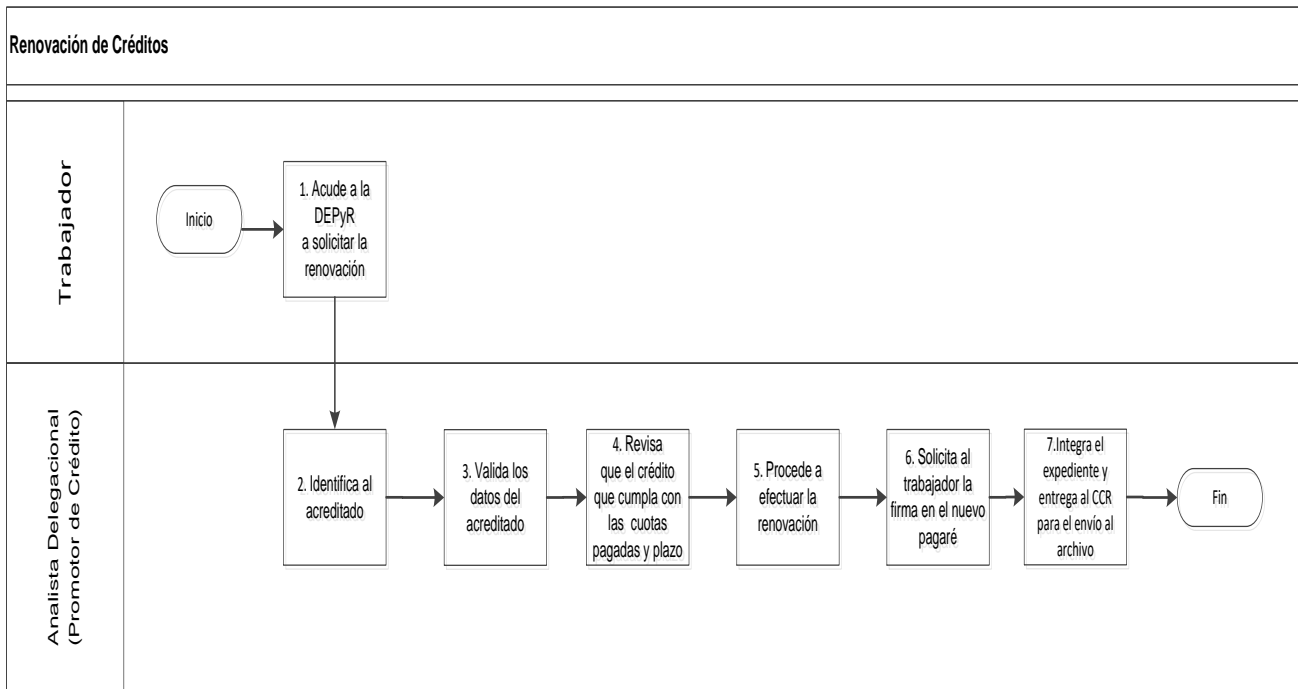 Renovación de Créditos
Trabajador
Inicio
1. Acude a la
DEPyR
a solicitar la
renovación
Analista Delegacional
(Promotor de Crédito)
2. Identifica al
acreditado
3. Valida los
datos del
acreditado
4. Revisa
que el crédito
que cumpla con
las cuotas
pagadas y plazo
5. Procede a
efectuar la
renovación
6. Solicita al
trabajador la
firma en el nuevo
pagaré
7.Integra el
expediente y
entrega al CCR
para el envío al
archivo
Fin